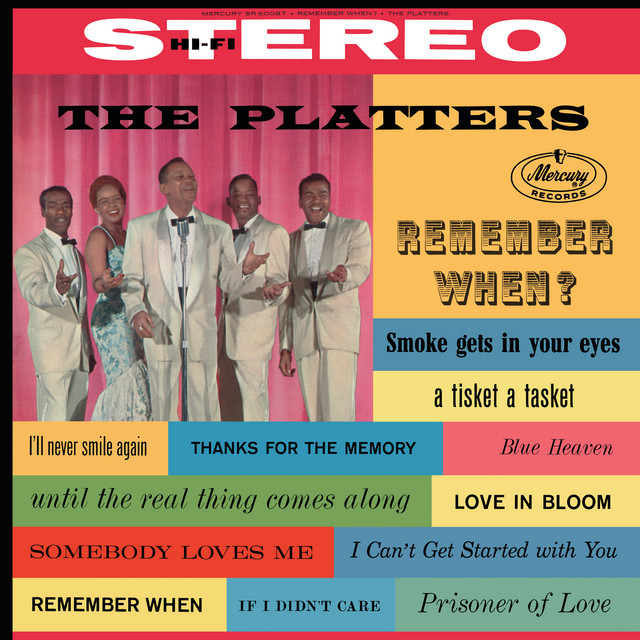 MERCURY SR 60087 • REMEMBER WHEN? • THE PLATTERS
STEREO
HI-FI
THE PLATTERS
Mercury
®
RECORDS
REMEMBER
WHEN?
Smoke gets in your eyes
a tisket a tasket
I'll never smile again
THANKS FOR THE MEMORY
Blue Heaven
until the real thing comes along
LOVE IN BLOOM
SOMEBODY LOVES ME
I Can't Get Started with You
REMEMBER WHEN
IF I DIDN'T CARE
Prisoner of Love